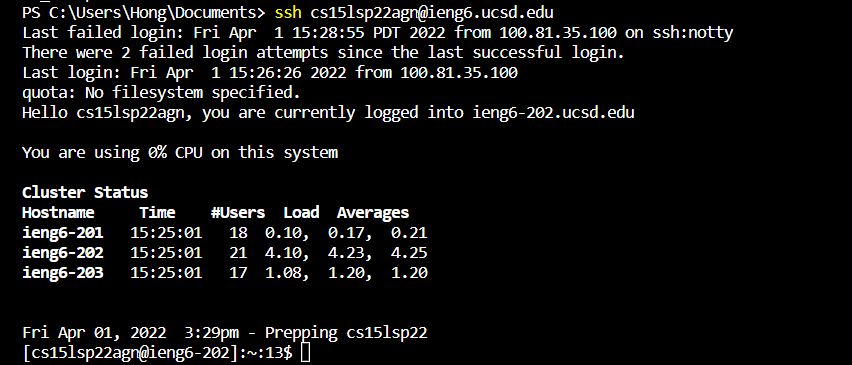 PS C:\Users\Hong\Documents> ssh cs15lsp22agn@ieng6.ucsd.edu
Last failed login: Fri Apr  1 15:28:55 PDT 2022 from 100.81.35.100 on ssh:notty
There were 2 failed login attempts since the last successful login.
Last login: Fri Apr  1 15:26:26 2022 from 100.81.35.100
quota: No filesystem specified.
Hello cs15lsp22agn, you are currently logged into ieng6-202.ucsd.edu
You are using 0% CPU on this system
Cluster Status
Hostname     Time    #Users  Load  Averages
ieng6-201   15:25:01   18  0.10,  0.17,  0.21
ieng6-202   15:25:01   21  4.10,  4.23,  4.25
ieng6-203   15:25:01   17  1.08,  1.20,  1.20
Fri Apr 01, 2022  3:29pm - Prepping cs15lsp22
[cs15lsp22agn@ieng6-202]:~:13$